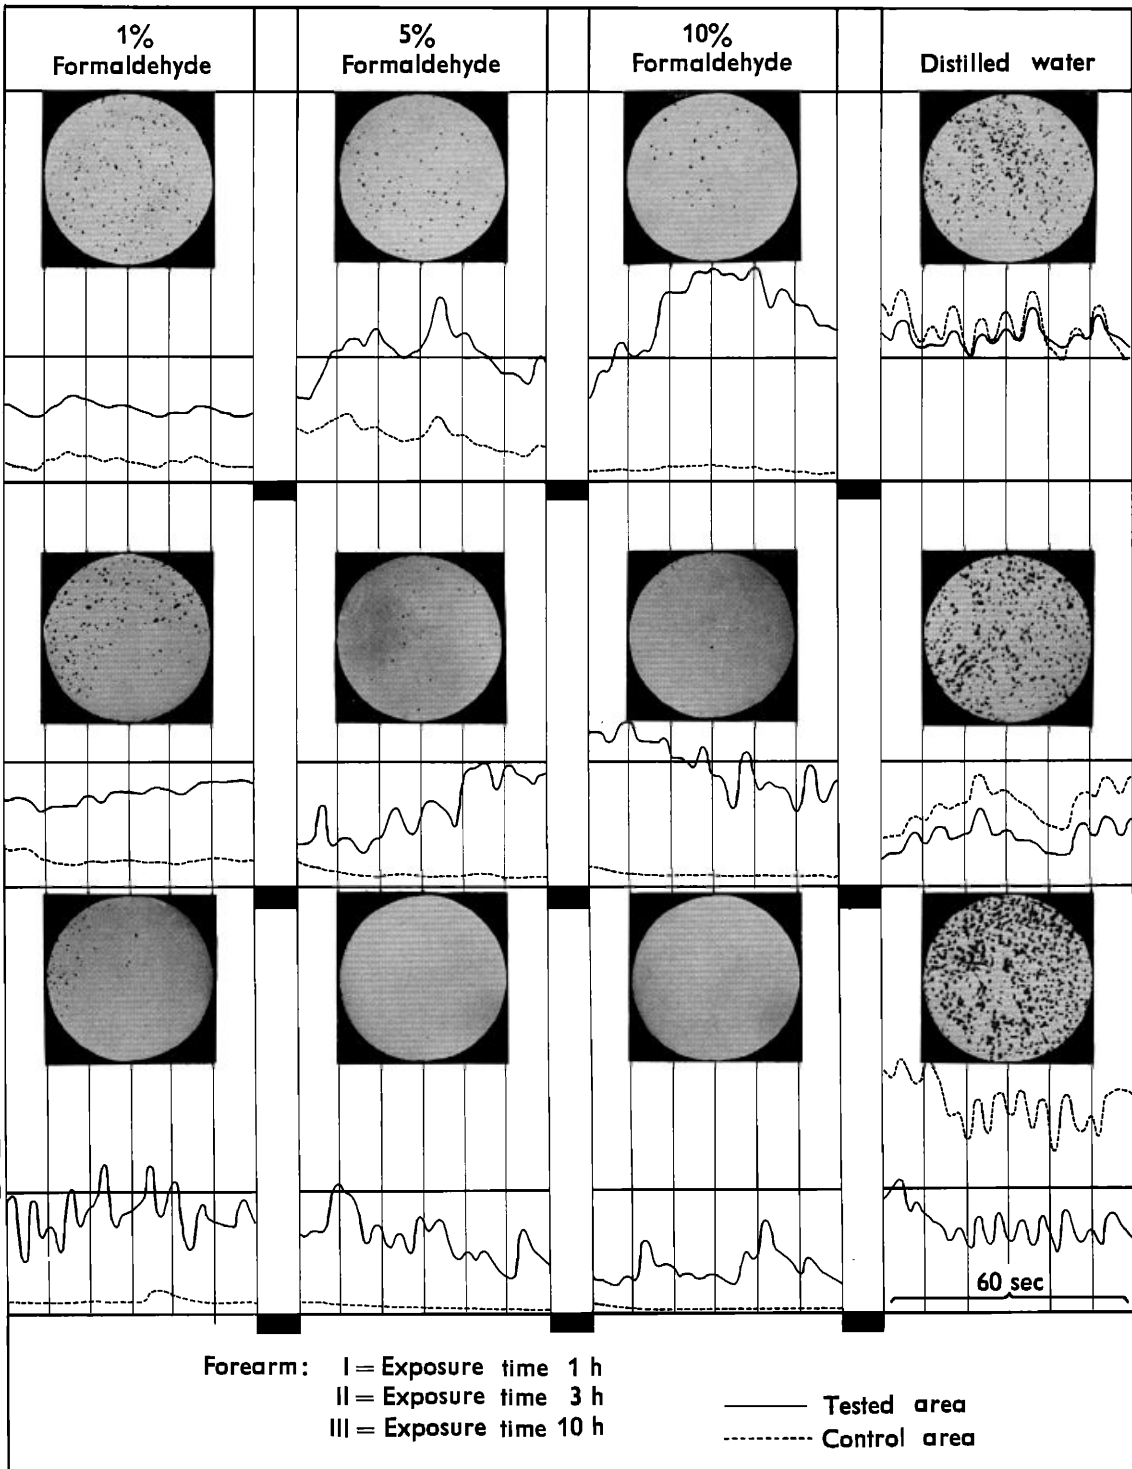 1%
Formaldehyde
5%
Formaldehyde
10%
Formaldehyde
Distilled water
60 sec
Forearm: I = Exposure time 1 h
II = Exposure time 3 h
III = Exposure time 10 h
Tested area
Control area